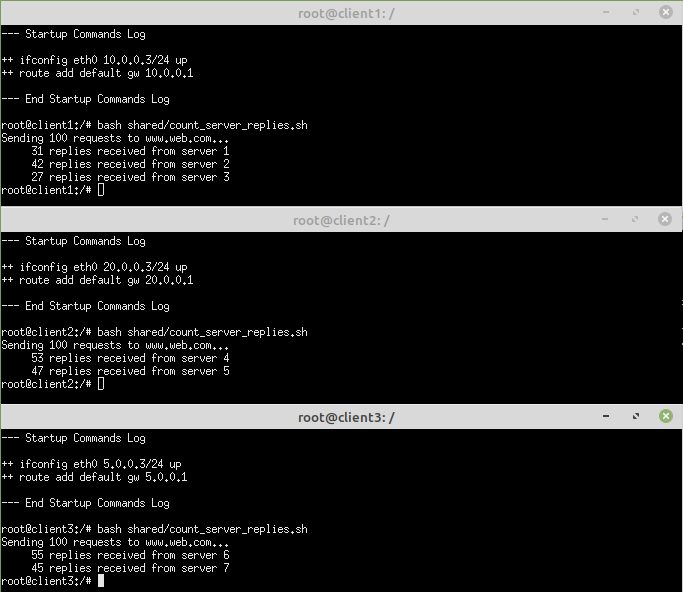 root@client1: /
--- Startup Commands Log
++ ifconfig eth0 10.0.0.3/24 up
++ route add default gw 10.0.0.1
--- End Startup Commands Log
root@client1:/# bash shared/count_server_replies.sh
Sending 100 requests to www.web.com...
31 replies received from server 1
42 replies received from server 2
27 replies received from server 3
root@client1:/#
root@client2: /
--- Startup Commands Log
++ ifconfig eth0 20.0.0.3/24 up
++ route add default gw 20.0.0.1
--- End Startup Commands Log
root@client2:/# bash shared/count_server_replies.sh
Sending 100 requests to www.web.com...
53 replies received from server 4
47 replies received from server 5
root@client2:/#
root@client3: /
--- Startup Commands Log
++ ifconfig eth0 5.0.0.3/24 up
++ route add default gw 5.0.0.1
--- End Startup Commands Log
root@client3:/# bash shared/count_server_replies.sh
Sending 100 requests to www.web.com...
55 replies received from server 6
45 replies received from server 7
root@client3:/#